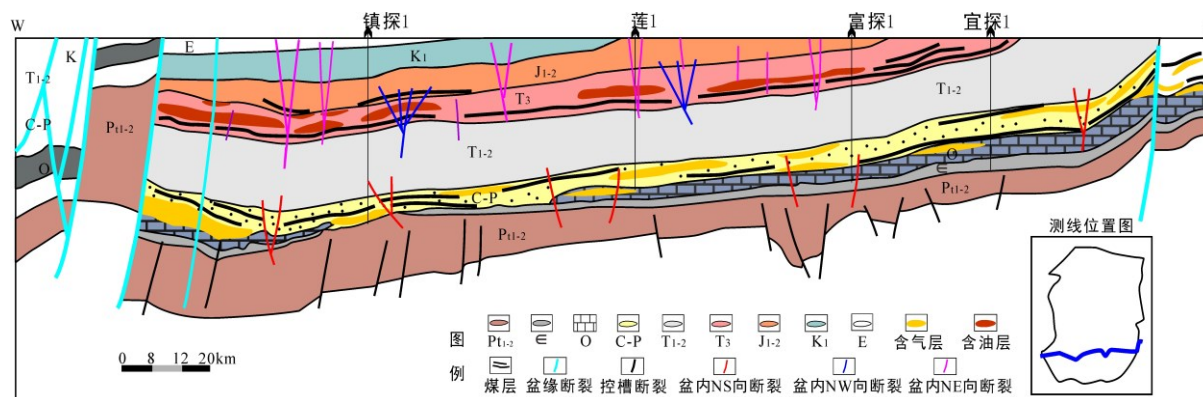 W
镇探1
莲1
富探1
宜探1
E
K
K1
T1-2
J1-2
T3
T1-2
C-P
Pt1-2
T1-2
O
C-P
O
∈
Pt1-2
Pt1-2
测线位置图
图
例
Pt1-2
∈
O
C-P
T1-2
T3
J1-2
K1
E
含气层
含油层
0 8 12 20km
煤层
盆缘断裂
控槽断裂
盆内NS向断裂
盆内NW向断裂
盆内NE向断裂